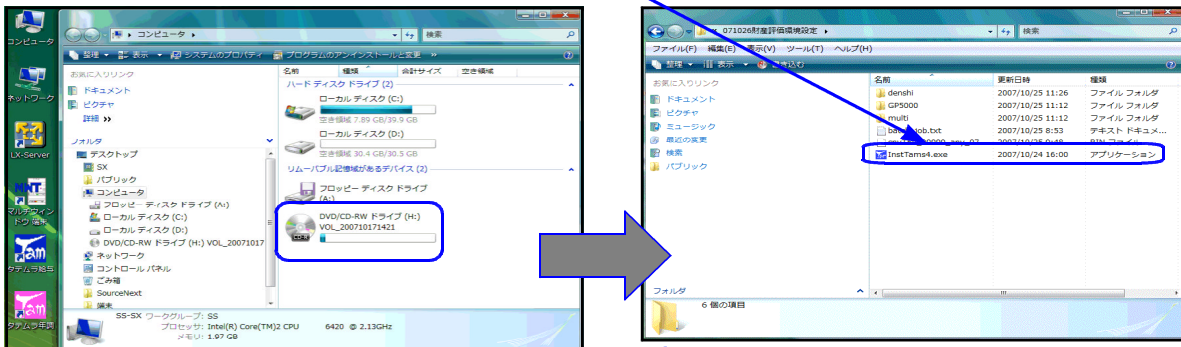 コンピュータ
検索
整理
表示
システムのプロパティ
プログラムのアンインストールと変更
»
お気に入りリンク
ドキュメント
ピクチャ
詳細 »
フォルダ
デスクトップ
SX
パブリック
コンピュータ
フロッピー ディスク ドライブ (A:)
ローカル ディスク (C:)
ローカル ディスク (D:)
DVD/CD-RW ドライブ (H:) VOL_20071017
ネットワーク
コントロール パネル
ごみ箱
SourceNext
端末
名前 種類 合計サイズ 空き領域
ハード ディスク ドライブ (2)
ローカル ディスク (C:)
空き領域 7.89 GB/39.9 GB
ローカル ディスク (D:)
空き領域 30.4 GB/30.5 GB
リムーバブル記憶域があるデバイス (2)
フロッピー ディスク ドライブ
(A:)
DVD/CD-RW ドライブ (H:)
VOL_200710171421
SS-SX ワークグループ: SS
プロセッサ: Intel(R) Core(TM)2 CPU 6420 @ 2.13GHz
メモリ: 1.97 GB
コンピュータ
ネットワーク
LX-Server
MNT
マルチウィン
ドウ端末
Tam
タテムラ給与
Tam
タテムラ年調
« 071026財産評価環境設定
検索
ファイル(F) 編集(E) 表示(V) ツール(T) ヘルプ(H)
整理
表示
書き込む
お気に入りリンク
ドキュメント
ピクチャ
ミュージック
最近の変更
検索
パブリック
フォルダ
名前 更新日時 種類
denshi 2007/10/25 11:26 ファイル フォルダ
GP5000 2007/10/25 11:12 ファイル フォルダ
multi 2007/10/25 11:12 ファイル フォルダ
2007/10/25 8:53 テキスト ドキュメ...
InstTams4.exe 2007/10/24 16:00 アプリケーション
6 個の項目